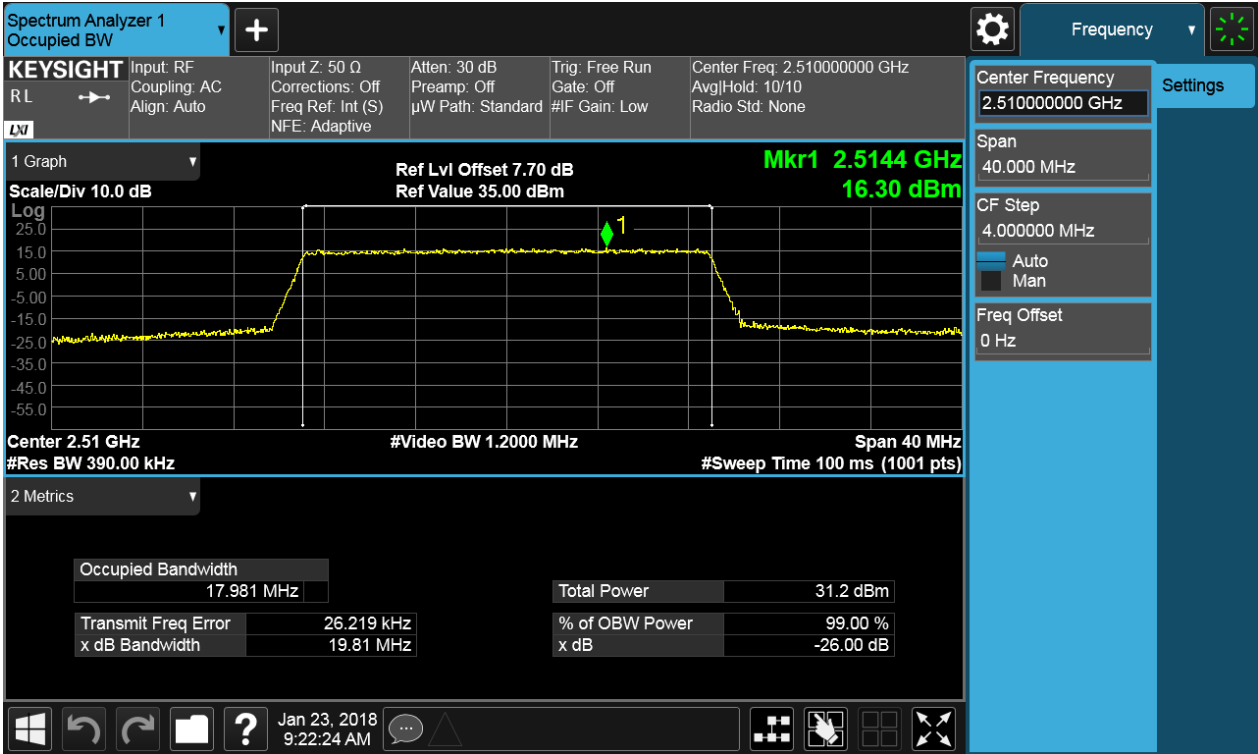 Spectrum Analyzer 1
Occupied BW
Frequency
KEYSIGHT
RL
LXI
Input: RF
Coupling: AC
Align: Auto
Input Z: 50 Ω
Corrections: Off
Freq Ref: Int (S)
NFE: Adaptive
Atten: 30 dB
Preamp: Off
µW Path: Standard
Trig: Free Run
Gate: Off
#IF Gain: Low
Center Freq: 2.510000000 GHz
Avg|Hold: 10/10
Radio Std: None
Center Frequency
2.510000000 GHz
Settings
Span
40.000 MHz
CF Step
4.000000 MHz
Auto
Man
Freq Offset
0 Hz
1 Graph
Scale/Div 10.0 dB
Ref Lvl Offset 7.70 dB
Ref Value 35.00 dBm
Mkr1 2.5144 GHz
16.30 dBm
Log
25.0
15.0
5.00
-5.00
-15.0
-25.0
-35.0
-45.0
-55.0
1
Center 2.51 GHz
#Video BW 1.2000 MHz
Span 40 MHz
#Res BW 390.00 kHz
#Sweep Time 100 ms (1001 pts)
2 Metrics
Occupied Bandwidth
17.981 MHz
Total Power 31.2 dBm
Transmit Freq Error 26.219 kHz
% of OBW Power 99.00 %
x dB Bandwidth 19.81 MHz
x dB -26.00 dB
?
Jan 23, 2018
9:22:24 AM